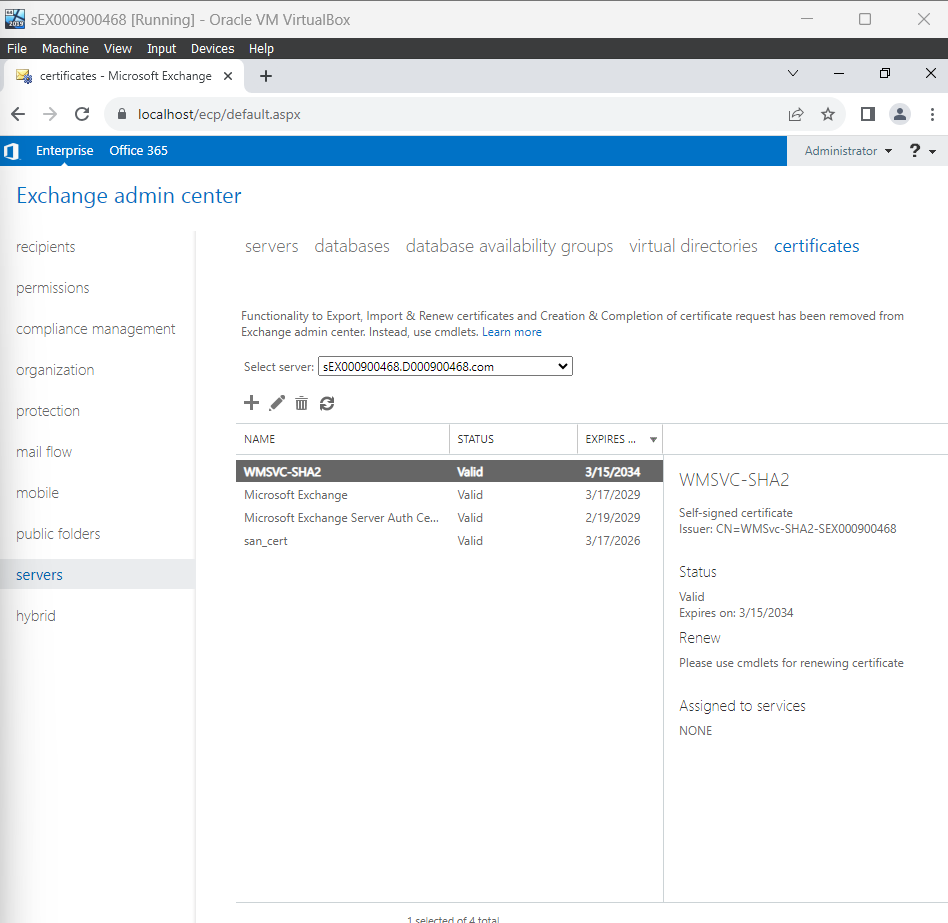 sEX000900468 [Running] - Oracle VM VirtualBox
File Machine View Input Devices Help
certificates - Microsoft Exchange
localhost/ecp/default.aspx
Enterprise Office 365 Administrator ?
Exchange admin center
recipients
permissions
compliance management
organization
protection
mail flow
mobile
public folders
servers
hybrid
servers databases database availability groups virtual directories certificates
Functionality to Export, Import & Renew certificates and Creation & Completion of certificate request has been removed from
Exchange admin center. Instead, use cmdlets. Learn more
Select server: sEX000900468.D000900468.com
NAME STATUS EXPIRES ...
WMSVC-SHA2 Valid 3/15/2034
Microsoft Exchange Valid 3/17/2029
Microsoft Exchange Server Auth Ce... Valid 2/19/2029
san_cert Valid 3/17/2026
WMSVC-SHA2
Self-signed certificate
Issuer: CN=WMSvc-SHA2-SEX000900468
Status
Valid
Expires on: 3/15/2034
Renew
Please use cmdlets for renewing certificate
Assigned to services
NONE
1 selected of 4 total